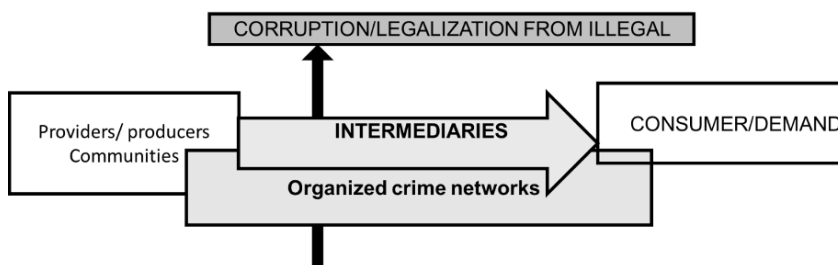 CORRUPTION/LEGALIZATION FROM ILLEGAL
Providers/ producers
Communities
INTERMEDIARIES
CONSUMER/DEMAND
Organized crime networks